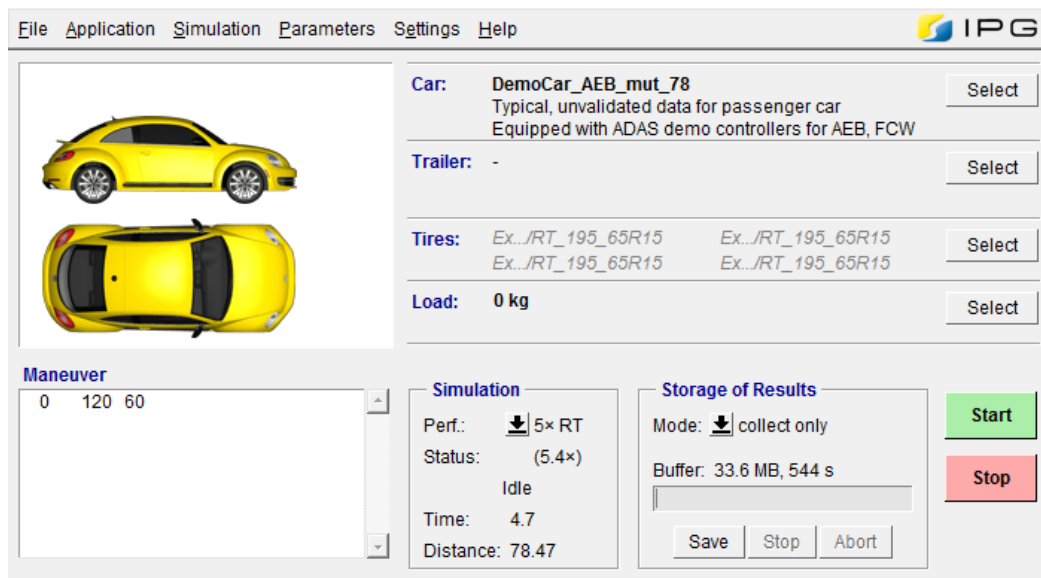 File Application Simulation Parameters Settings Help
IPG
Car: DemoCar_AEB_mut_78 Select
Typical, unvalidated data for passenger car
Equipped with ADAS demo controllers for AEB, FCW
Trailer: - Select
Tires: Ex.../RT_195_65R15 Ex.../RT_195_65R15 Select
Ex.../RT_195_65R15 Ex.../RT_195_65R15
Load: 0 kg Select
Maneuver
0 120 60
Simulation
Perf.: 5× RT
Status: (5.4×)
Idle
Time: 4.7
Distance: 78.47
Storage of Results
Mode: collect only
Buffer: 33.6 MB, 544 s
Save Stop Abort
Start
Stop